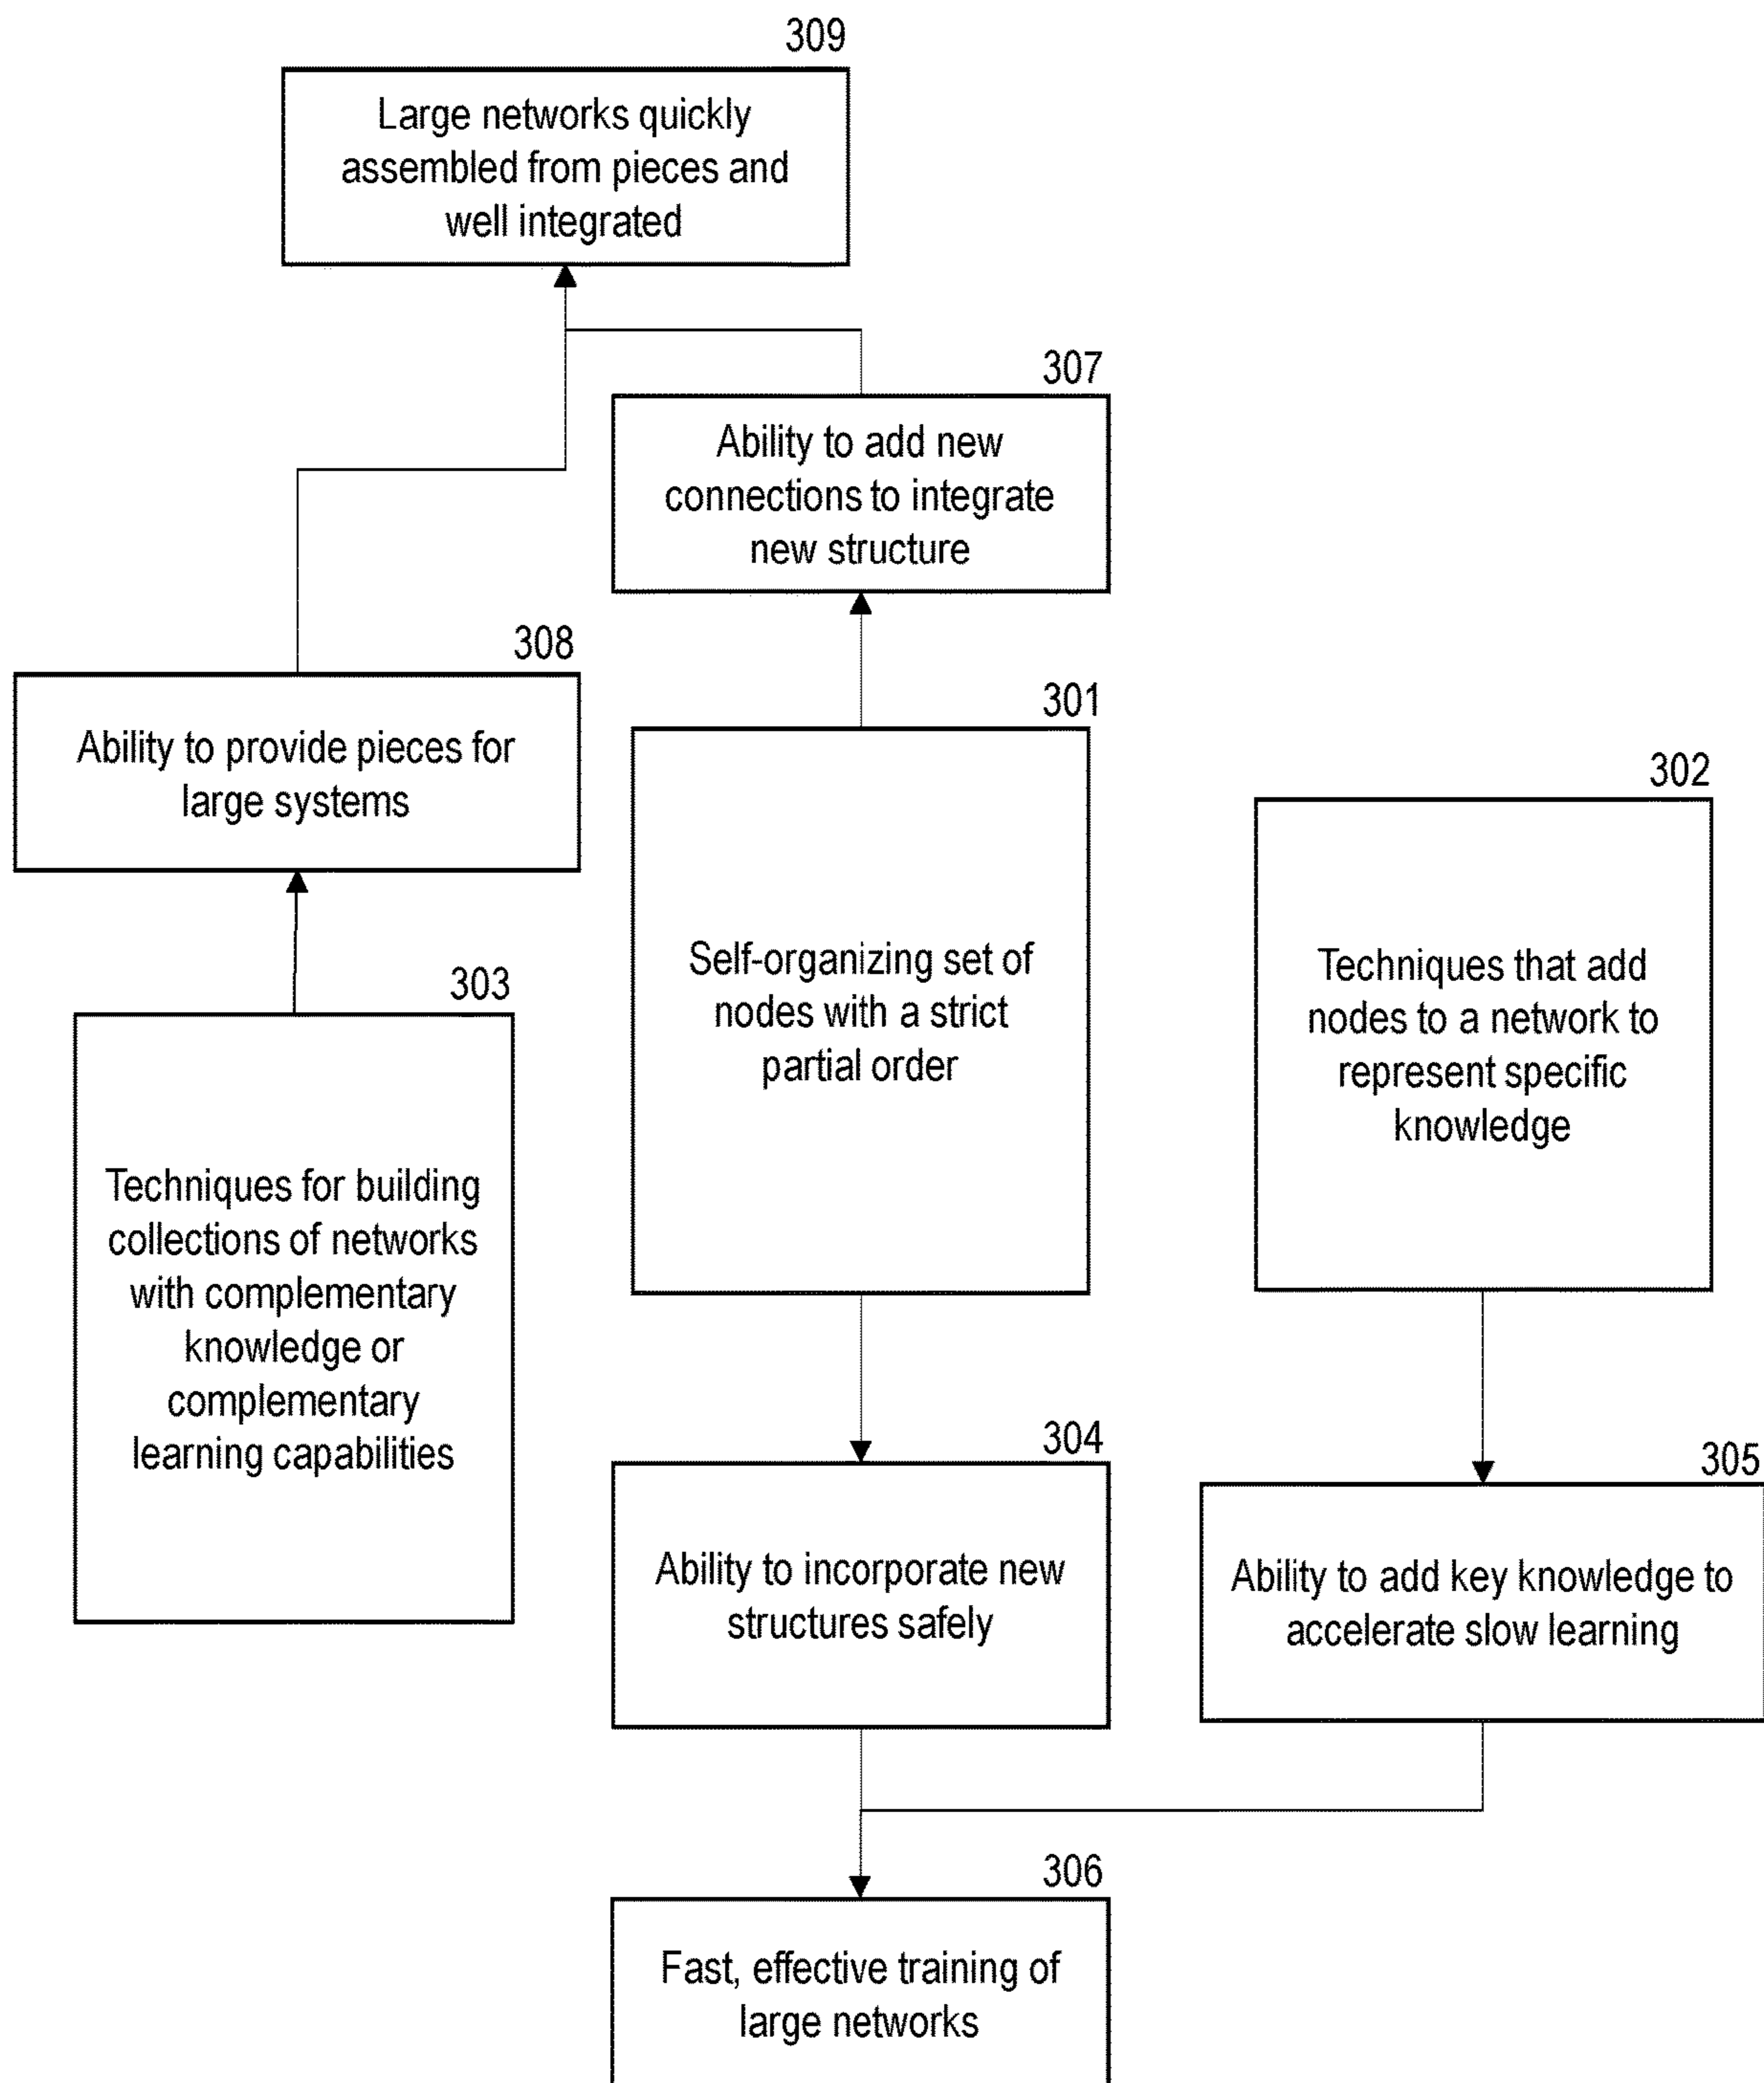 309
Large networks quickly
assembled from pieces and
well integrated
307
Ability to add new
connections to integrate
new structure
308
Ability to provide pieces for
large systems
301
Self-organizing set of
nodes with a strict
partial order
302
Techniques that add
nodes to a network to
represent specific
knowledge
303
Techniques for building
collections of networks
with complementary
knowledge or
complementary
learning capabilities
304
Ability to incorporate new
structures safely
305
Ability to add key knowledge to
accelerate slow learning
306
Fast, effective training of
large networks